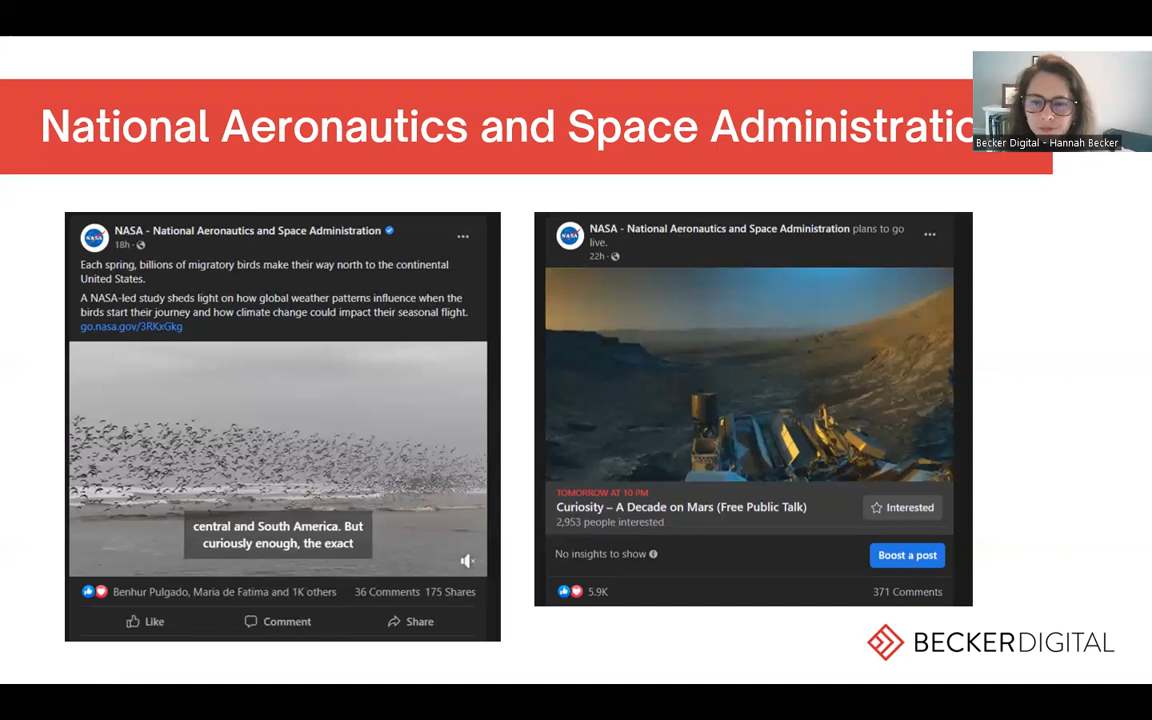 National Aeronautics and Space Administratio
Becker Digital - Hannah Becker
NASA - National Aeronautics and Space Administration
18h ·
Each spring, billions of migratory birds make their way north to the continental
United States.
A NASA-led study sheds light on how global weather patterns influence when the
birds start their journey and how climate change could impact their seasonal flight.
go.nasa.gov/3RKxGkg
central and South America. But
curiously enough, the exact
Benhur Pulgado, Maria de Fatima and 1K others 36 Comments 175 Shares
Like Comment Share
NASA - National Aeronautics and Space Administration plans to go
live.
22h ·
TOMORROW AT 10 PM
Curiosity – A Decade on Mars (Free Public Talk)
2,953 people interested
Interested
No insights to show
Boost a post
5.9K 371 Comments
BECKERDIGITAL